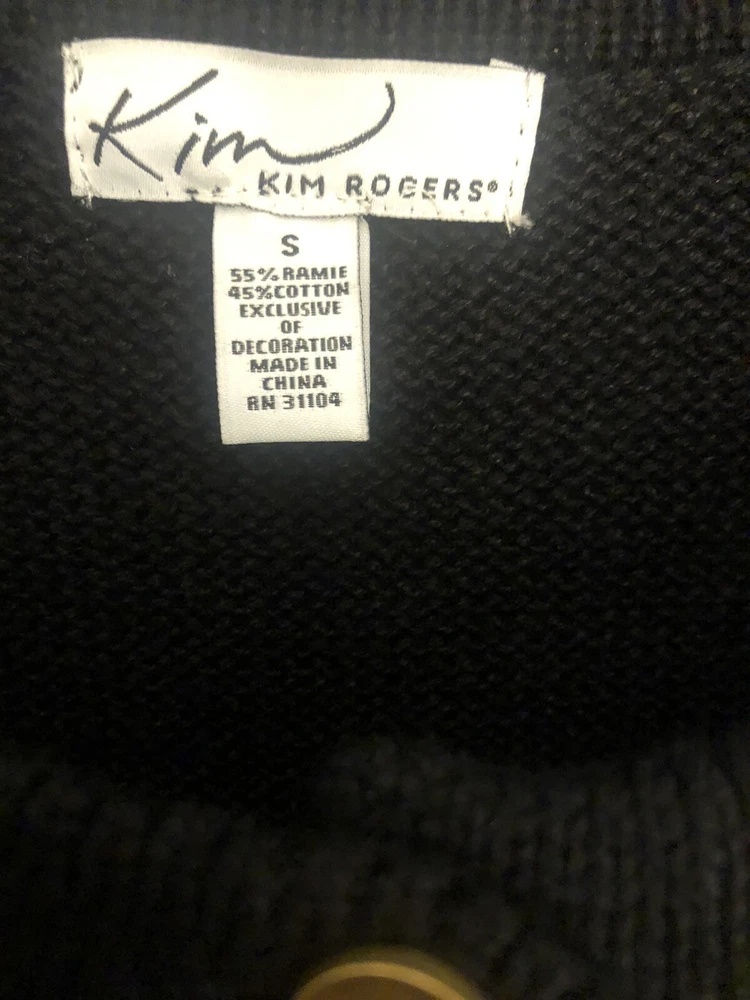 Kim
KIM ROGERS®
S
55% RAMIE
45%COTTON
EXCLUSIVE
OF
DECORATION
MADE IN
CHINA
RN 31104